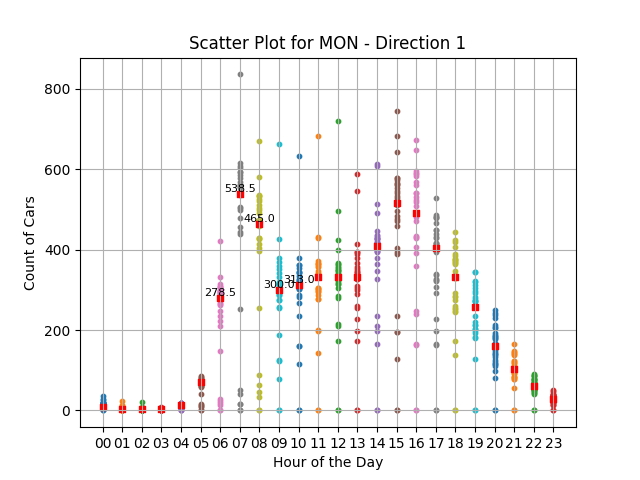 Scatter Plot for MON - Direction 1
Count of Cars
800
600
400
200
0
538.5
465.0
278.5
300.0
313.0
00 01 02 03 04 05 06 07 08 09 10 11 12 13 14 15 16 17 18 19 20 21 22 23
Hour of the Day